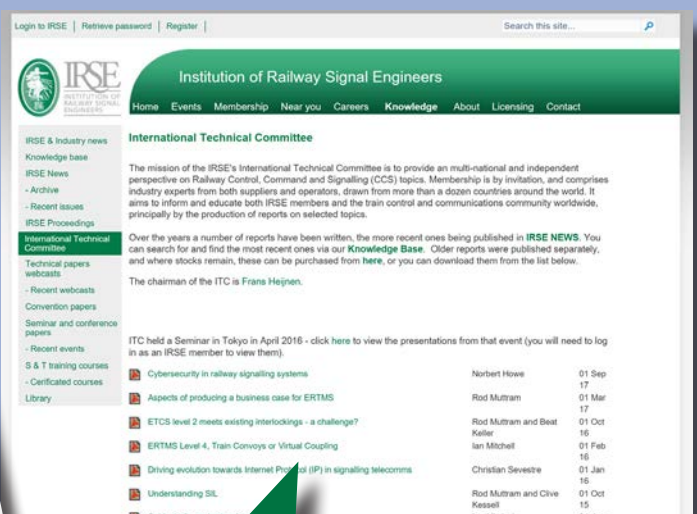 Login to IRSE | Retrieve password | Register |
Search this site...
IRSE
INSTITUTION OF
RAILWAY SIGNAL
ENGINEERS
Institution of Railway Signal Engineers
Home Events Membership Near you Careers Knowledge About Licensing Contact
IRSE & Industry news
Knowledge base
IRSE News
- Archive
- Recent issues
IRSE Proceedings
International Technical
Committee
Technical papers
webcasts
- Recent webcasts
Convention papers
Seminar and conference
papers
- Recent events
S & T training courses
- Cerificated courses
Library
International Technical Committee
The mission of the IRSE's International Technical Committee is to provide an multi-national and independent
perspective on Railway Control, Command and Signalling (CCS) topics. Membership is by invitation, and comprises
industry experts from both suppliers and operators, drawn from more than a dozen countries around the world. It
aims to inform and educate both IRSE members and the train control and communications community worldwide,
principally by the production of reports on selected topics.
Over the years a number of reports have been written, the more recent ones being published in IRSE NEWS. You
can search for and find the most recent ones via our Knowledge Base. Older reports were published separately,
and where stocks remain, these can be purchased from here, or you can download them from the list below.
The chairman of the ITC is Frans Heijnen.
ITC held a Seminar in Tokyo in April 2016 - click here to view the presentations from that event (you will need to log
in as an IRSE member to view them).
Cybersecurity in railway signalling systems Norbert Howe 01 Sep
17
Aspects of producing a business case for ERTMS Rod Muttram 01 Mar
17
ETCS level 2 meets existing interlockings - a challenge? Rod Muttram and Beat 01 Oct
Keller 16
ERTMS Level 4, Train Convoys or Virtual Coupling Ian Mitchell 01 Feb
16
Driving evolution towards Internet Protocol (IP) in signalling telecomms Christian Sevestre 01 Jan
16
Understanding SIL Rod Muttram and Clive 01 Oct
Kessell 15